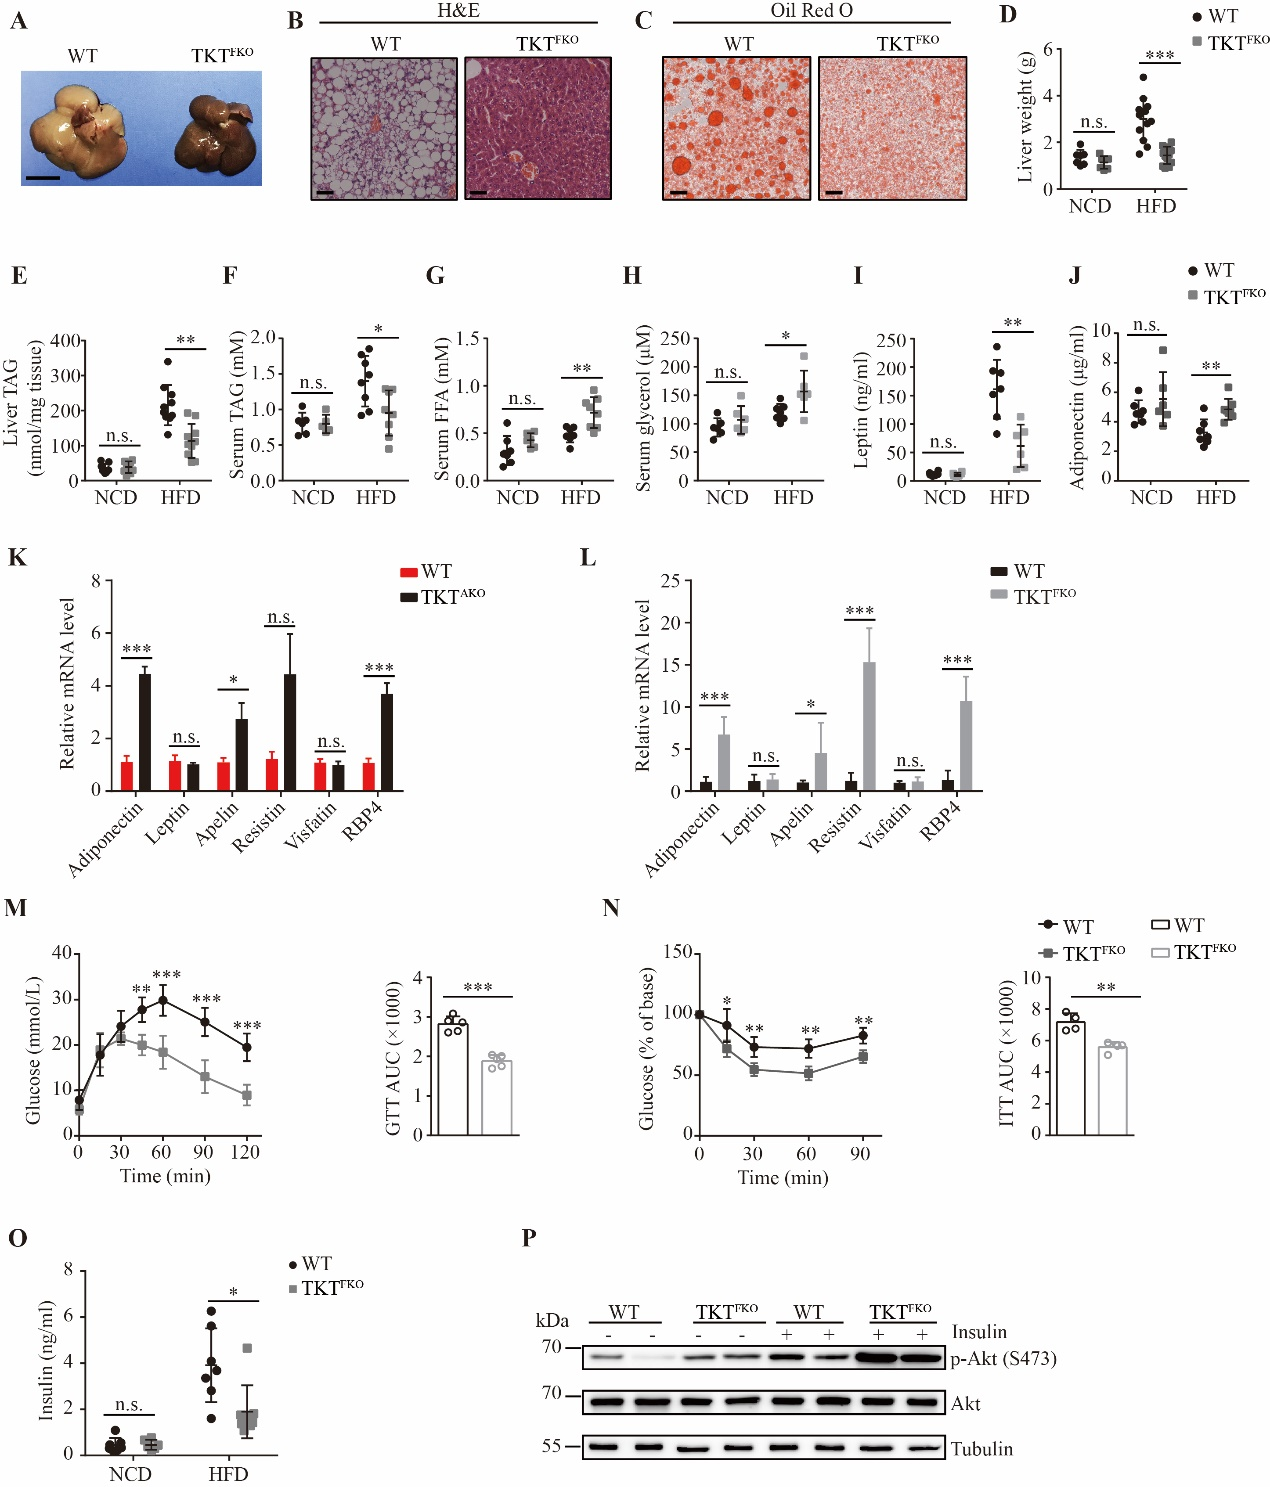 A
WT
TKTFKO
B
H&E
WT
TKTFKO
C
Oil Red O
WT
TKTFKO
D
WT
TKTFKO
Liver weight (g)
6
4
2
0
n.s.
***
NCD
HFD
E
Liver TAG
(nmol/mg tissue)
400
300
200
100
0
n.s.
**
NCD
HFD
F
Serum TAG (mM)
2.0
1.5
1.0
0.5
0.0
n.s.
*
NCD
HFD
G
Serum FFA (mM)
1.5
1.0
0.5
0.0
n.s.
**
NCD
HFD
H
Serum glycerol (μM)
250
200
150
100
50
0
n.s.
*
NCD
HFD
I
Leptin (ng/ml)
250
200
150
100
50
0
n.s.
**
NCD
HFD
J
WT
TKTFKO
Adiponectin (μg/ml)
10
8
6
4
2
0
n.s.
**
NCD
HFD
K
WT
TKTAKO
Relative mRNA level
8
6
4
2
0
***
n.s.
*
n.s.
n.s.
***
Adiponectin
Leptin
Apelin
Resistin
Visfatin
RBP4
L
WT
TKTFKO
Relative mRNA level
25
20
15
10
5
0
***
n.s.
*
***
n.s.
***
Adiponectin
Leptin
Apelin
Resistin
Visfatin
RBP4
M
Glucose (mmol/L)
40
30
20
10
0
**
***
***
***
0 30 60 90 120
Time (min)
GTT AUC (×1000)
4
3
2
1
0
***
N
WT
TKTFKO
WT
TKTFKO
Glucose (% of base)
150
100
50
0
*
**
**
**
0 30 60 90
Time (min)
ITT AUC (×1000)
10
8
6
4
2
0
**
O
WT
TKTFKO
Insulin (ng/ml)
8
6
4
2
0
n.s.
*
NCD
HFD
P
kDa
WT TKTFKO WT TKTFKO
- - - - + + + + Insulin
70 p-Akt (S473)
70 Akt
55 Tubulin